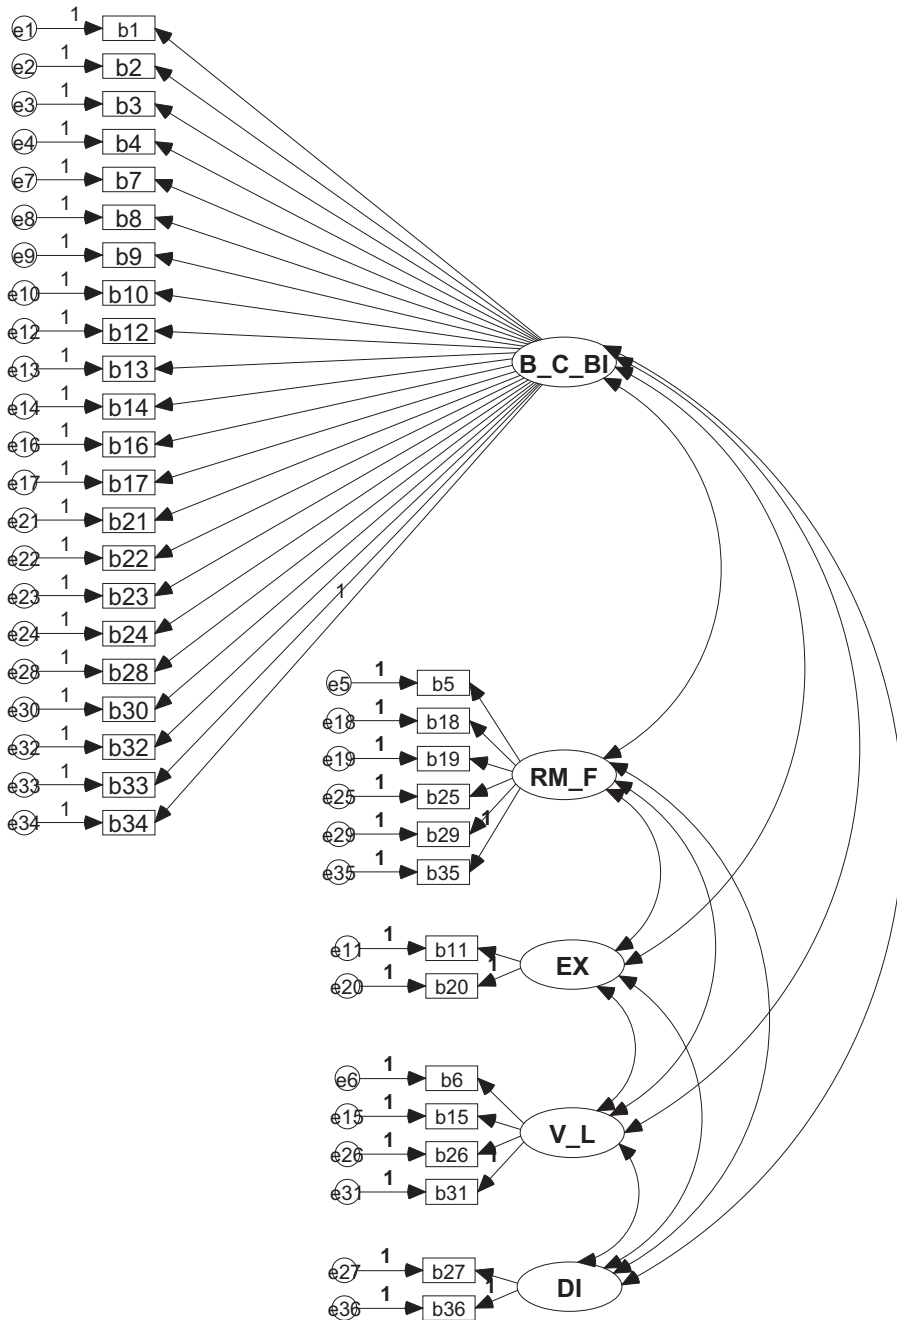 e1 1 b1
e2 1 b2
e3 1 b3
e4 1 b4
e7 1 b7
e8 1 b8
e9 1 b9
e10 1 b10
e12 1 b12
e13 1 b13
e14 1 b14
e16 1 b16
e17 1 b17
e21 1 b21
e22 1 b22
e23 1 b23
e24 1 b24
e28 1 b28
e30 1 b30
e32 1 b32
e33 1 b33
e34 1 b34
1
B_C_BI
e5 1 b5
e18 1 b18
e19 1 b19
e25 1 b25
e29 1 b29
e35 1 b35
1
RM_F
e11 1 b11
e20 1 b20
1
EX
e6 1 b6
e15 1 b15
e26 1 b26
e31 1 b31
1
V_L
e27 1 b27
e36 1 b36
1
DI